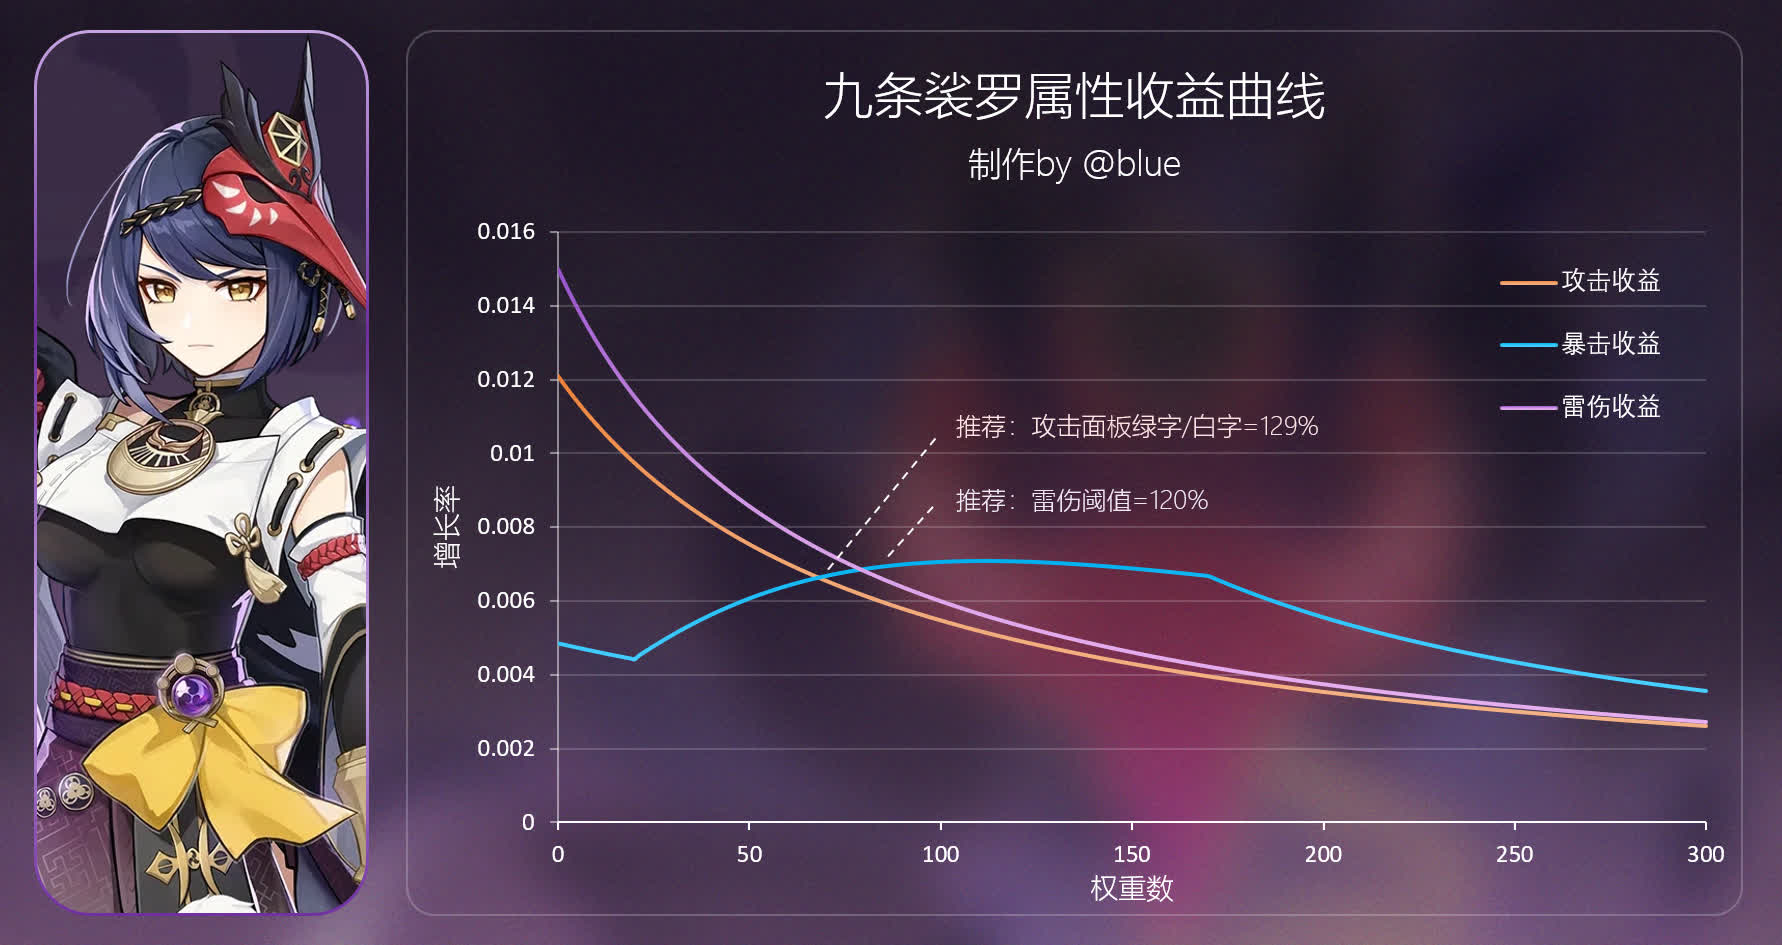 九条裟罗属性收益曲线
制作by @blue
0.016
0.014
0.012
0.01
0.008
0.006
0.004
0.002
0
增长率
攻击收益
暴击收益
雷伤收益
推荐：攻击面板绿字/白字=129%
推荐：雷伤阈值=120%
0 50 100 150 200 250 300
权重数